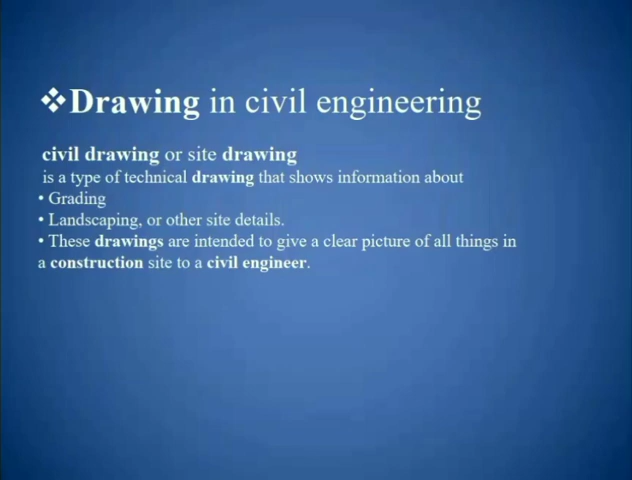 ❖Drawing in civil engineering
civil drawing or site drawing
is a type of technical drawing that shows information about
• Grading
• Landscaping, or other site details.
• These drawings are intended to give a clear picture of all things in
a construction site to a civil engineer.